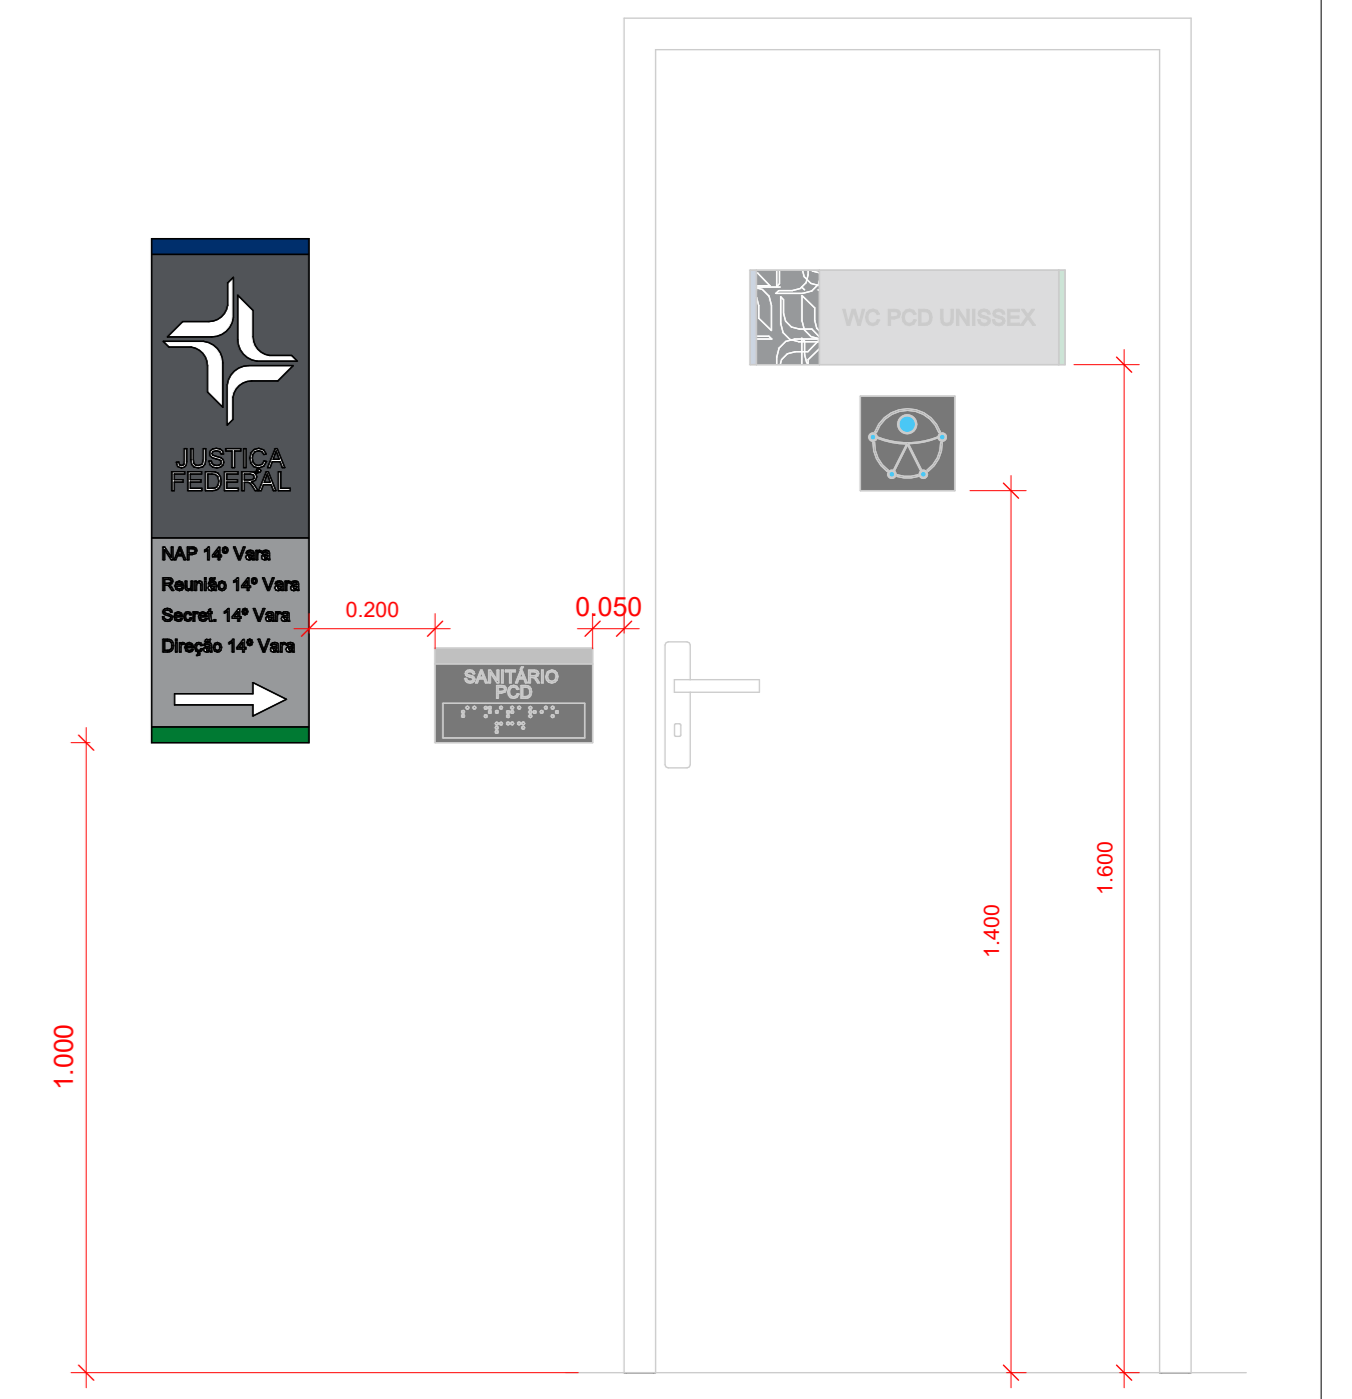 WC PCD UNISSEX
JUSTIÇA
FEDERAL
NAP 14º Vara
Reunião 14º Vara
Secret. 14º Vara
Direção 14º Vara
0.200
0.050
SANITÁRIO
PCD
1.600
1.400
1.000